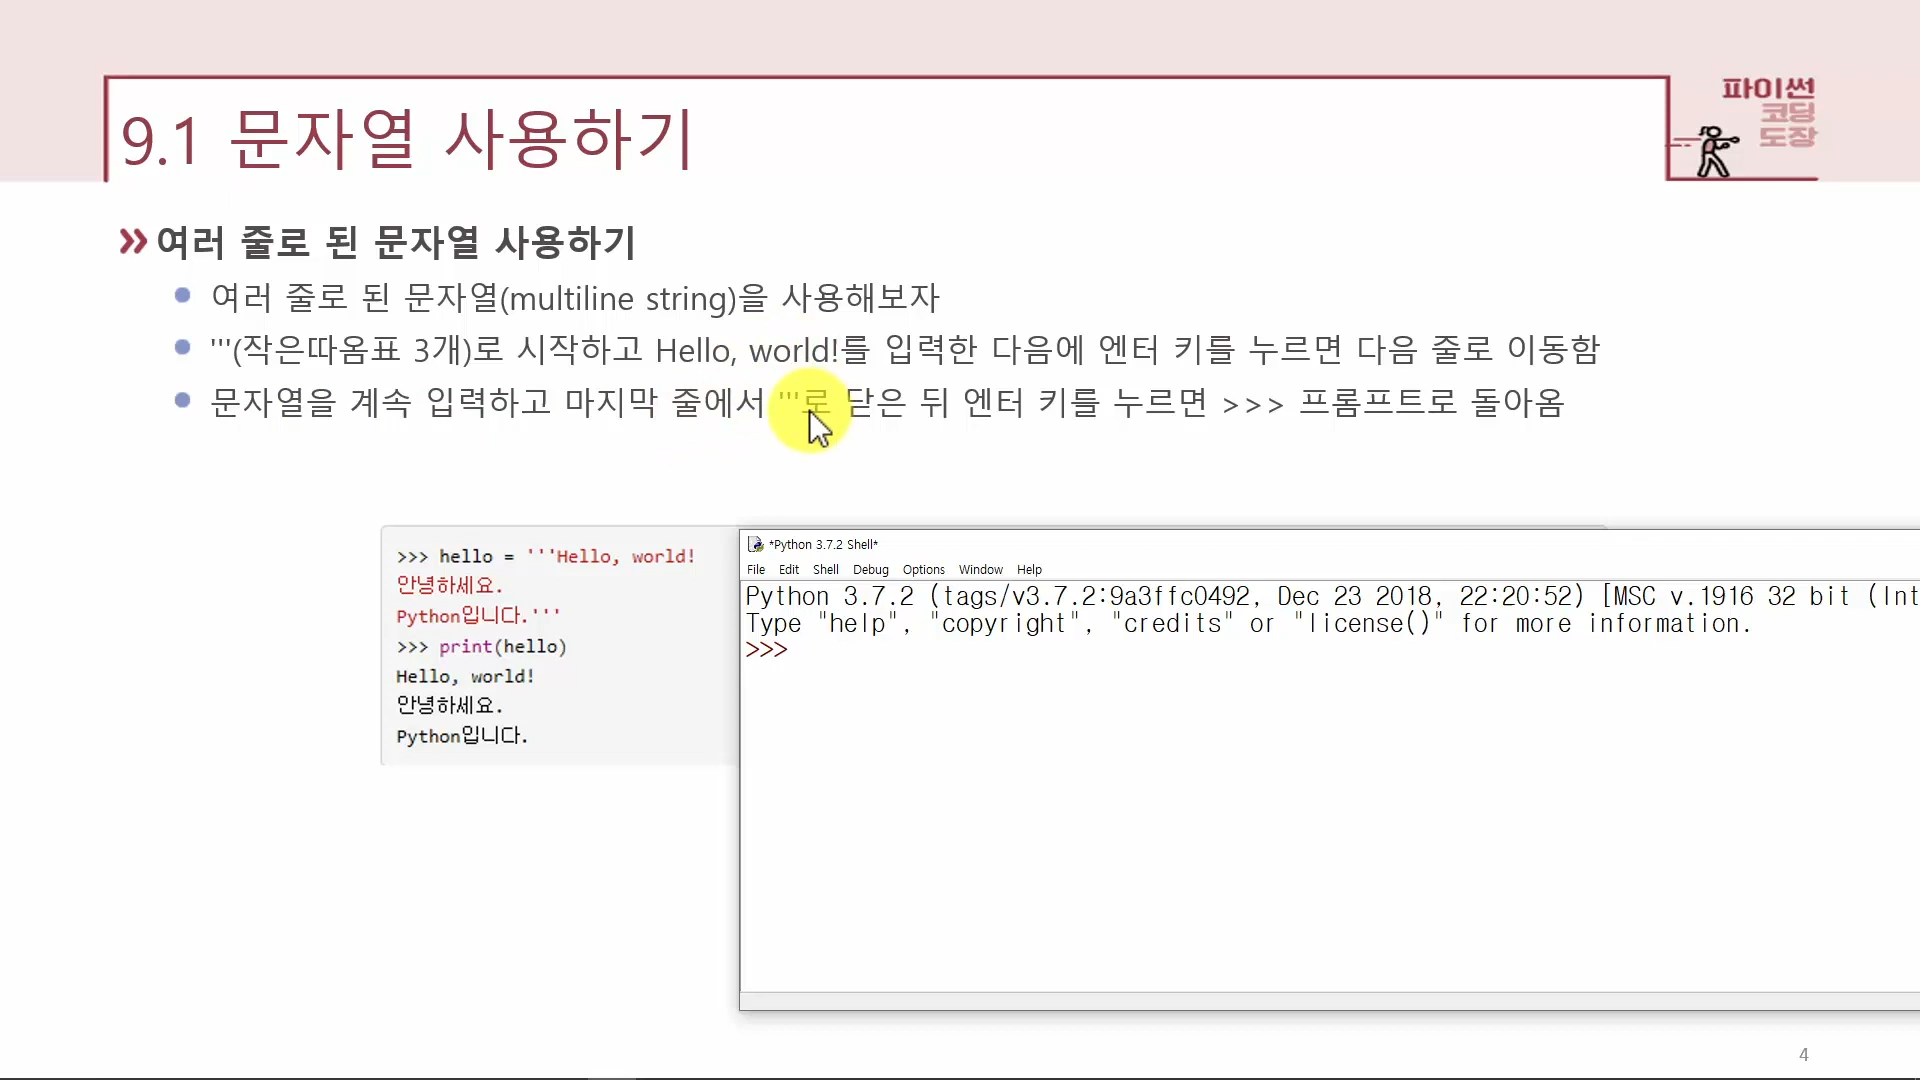 파이썬
코딩
도장
9.1 문자열 사용하기
여러 줄로 된 문자열 사용하기
여러 줄로 된 문자열(multiline string)을 사용해보자
'''(작은따옴표 3개)로 시작하고 Hello, world!를 입력한 다음에 엔터 키를 누르면 다음 줄로 이동함
문자열을 계속 입력하고 마지막 줄에서 '''로 닫은 뒤 엔터 키를 누르면 >>> 프롬프트로 돌아옴
>>> hello = '''Hello, world!
안녕하세요.
Python입니다.'''
>>> print(hello)
Hello, world!
안녕하세요.
Python입니다.
*Python 3.7.2 Shell*
File Edit Shell Debug Options Window Help
Python 3.7.2 (tags/v3.7.2:9a3ffc0492, Dec 23 2018, 22:20:52) [MSC v.1916 32 bit (Int
Type "help", "copyright", "credits" or "license()" for more information.
>>>
4